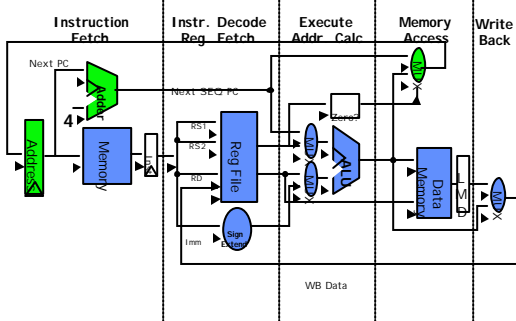 Instruction Fetch
Instr. Decode Reg. Fetch
Execute Addr. Calc
Memory Access
Write Back
Next PC
Adder
4
Next SEQ PC
Zero?
MUX
RS1
RS2
RD
Address
Memory
Inst
Reg File
MUX
MUX
ALU
Data Memory
LMD
MUX
Sign Extend
Imm
WB Data